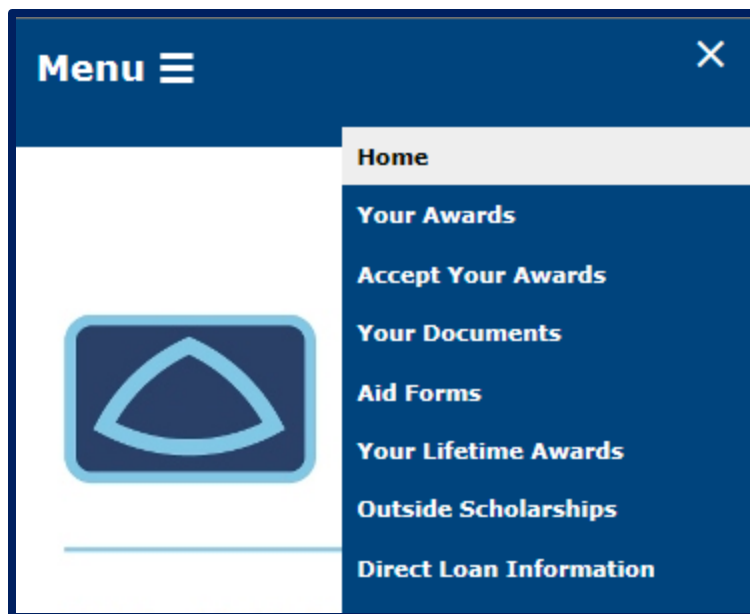 Menu
Home
Your Awards
Accept Your Awards
Your Documents
Aid Forms
Your Lifetime Awards
Outside Scholarships
Direct Loan Information